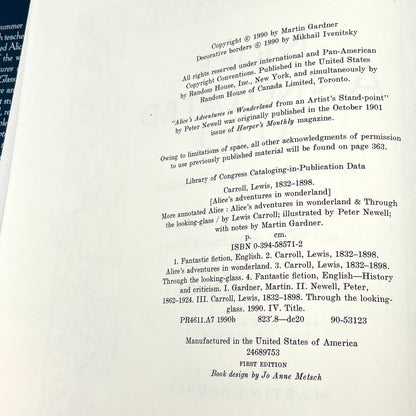 summer
h teache
d Alic
of the w
tures
Glass
t st
re a
and
Copyright © 1990 by Martin Gardner
Decorative borders © 1990 by Mikhail Ivenitsky
All rights reserved under international and Pan-American
Copyright Conventions. Published in the United States
by Random House, Inc., New York, and simultaneously by
Random House of Canada Limited, Toronto.
"Alice's Adventures in Wonderland from an Artist's Stand-point"
by Peter Newell was originally published in the October 1901
issue of Harper's Monthly magazine.
Owing to limitations of space, all other acknowledgments of permission
to use previously published material will be found on page 363.
Library of Congress Cataloging-in-Publication Data
Carroll, Lewis, 1832–1898.
[Alice's adventures in wonderland]
More annotated Alice : Alice's adventures in wonderland & Through
the looking-glass / by Lewis Carroll; illustrated by Peter Newell;
with notes by Martin Gardner.
p. cm.
ISBN 0-394-58571-2
1. Fantastic fiction, English. 2. Carroll, Lewis, 1832–1898.
Alice's adventures in wonderland. 3. Carroll, Lewis, 1832–1898.
Through the looking-glass. 4. Fantastic fiction, English—History
and criticism. I. Gardner, Martin. II. Newell, Peter,
1862–1924. III. Carroll, Lewis, 1832–1898. Through the looking-
glass. 1990. IV. Title.
PR4611.A7 1990b 823'.8—dc20 90-53123
Manufactured in the United States of America
24689753
FIRST EDITION
Book design by Jo Anne Metsch